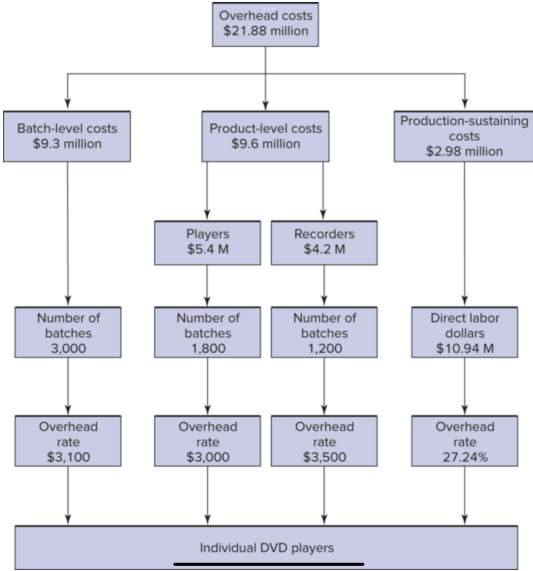 Overhead costs
$21.88 million
Batch-level costs
$9.3 million
Product-level costs
$9.6 million
Production-sustaining
costs
$2.98 million
Players
$5.4 M
Recorders
$4.2 M
Number of
batches
3,000
Number of
batches
1,800
Number of
batches
1,200
Direct labor
dollars
$10.94 M
Overhead
rate
$3,100
Overhead
rate
$3,000
Overhead
rate
$3,500
Overhead
rate
27.24%
Individual DVD players